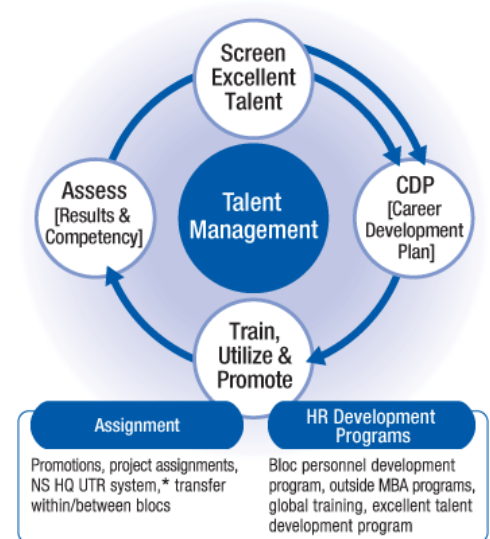 Screen
Excellent
Talent
Assess
[Results &
Competency]
Talent
Management
CDP
[Career
Development
Plan]
Train,
Utilize &
Promote
Assignment
Promotions, project assignments,
NS HQ UTR system,* transfer
within/between blocs
HR Development
Programs
Bloc personnel development
program, outside MBA programs,
global training, excellent talent
development program